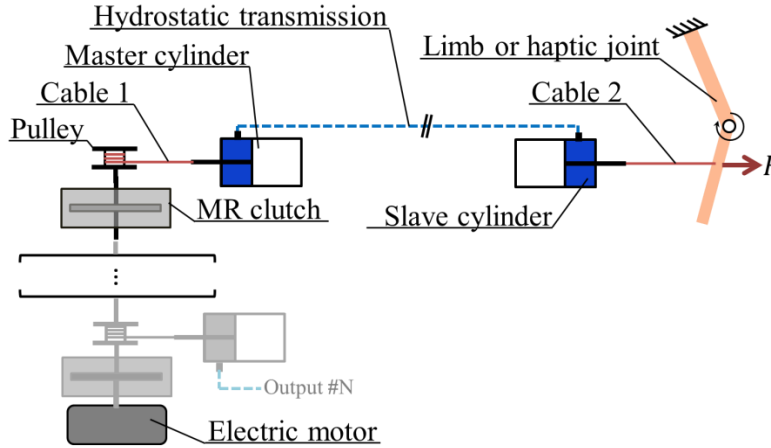 Hydrostatic transmission
Master cylinder
Limb or haptic joint
Cable 1
Cable 2
Pulley
F
MR clutch
Slave cylinder
...
Output #N
Electric motor